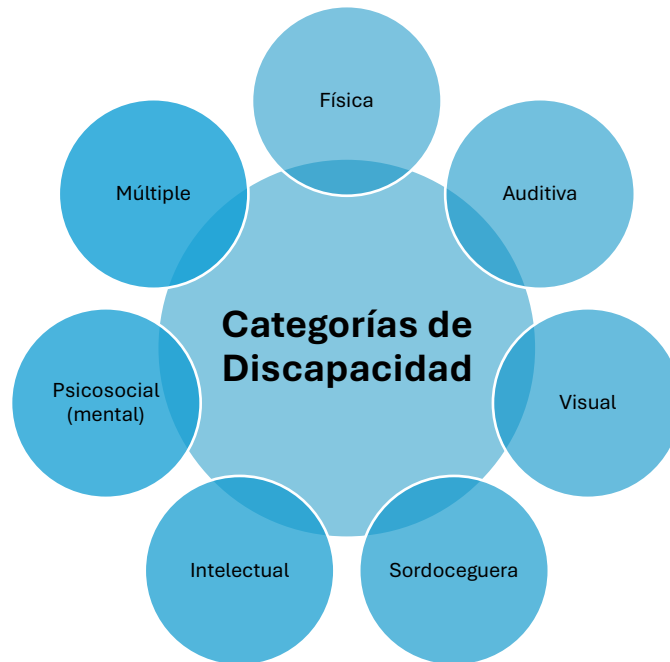 Física
Múltiple
Auditiva
Categorías de
Discapacidad
Psicosocial
(mental)
Visual
Intelectual
Sordoceguera